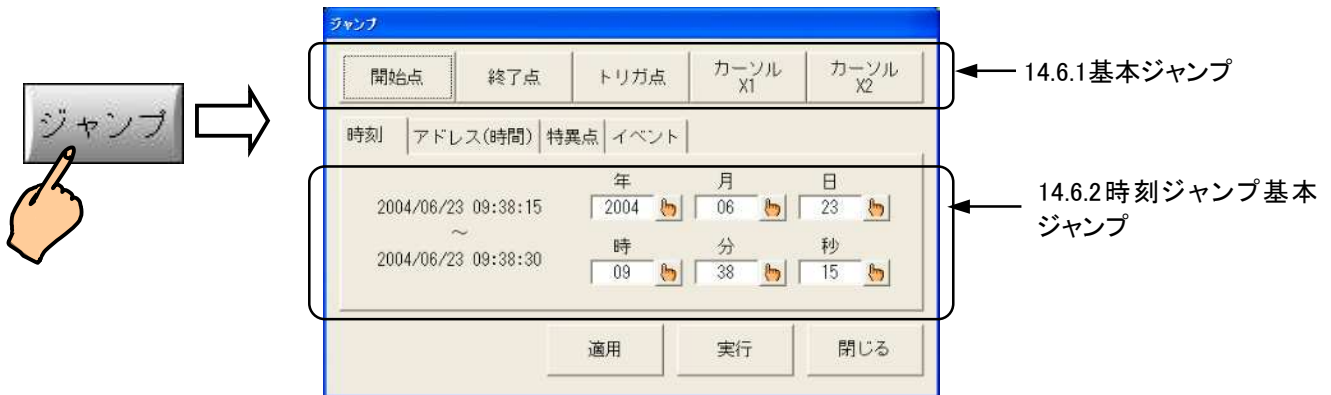 ジャンプ
ジャンプ
開始点
終了点
トリガ点
カーソル
X1
カーソル
X2
14.6.1基本ジャンプ
時刻
アドレス(時間)
特異点
イベント
14.6.2時刻ジャンプ基本
ジャンプ
2004/06/23 09:38:15
～
2004/06/23 09:38:30
年
月
日
2004
06
23
時
分
秒
09
38
15
適用
実行
閉じる